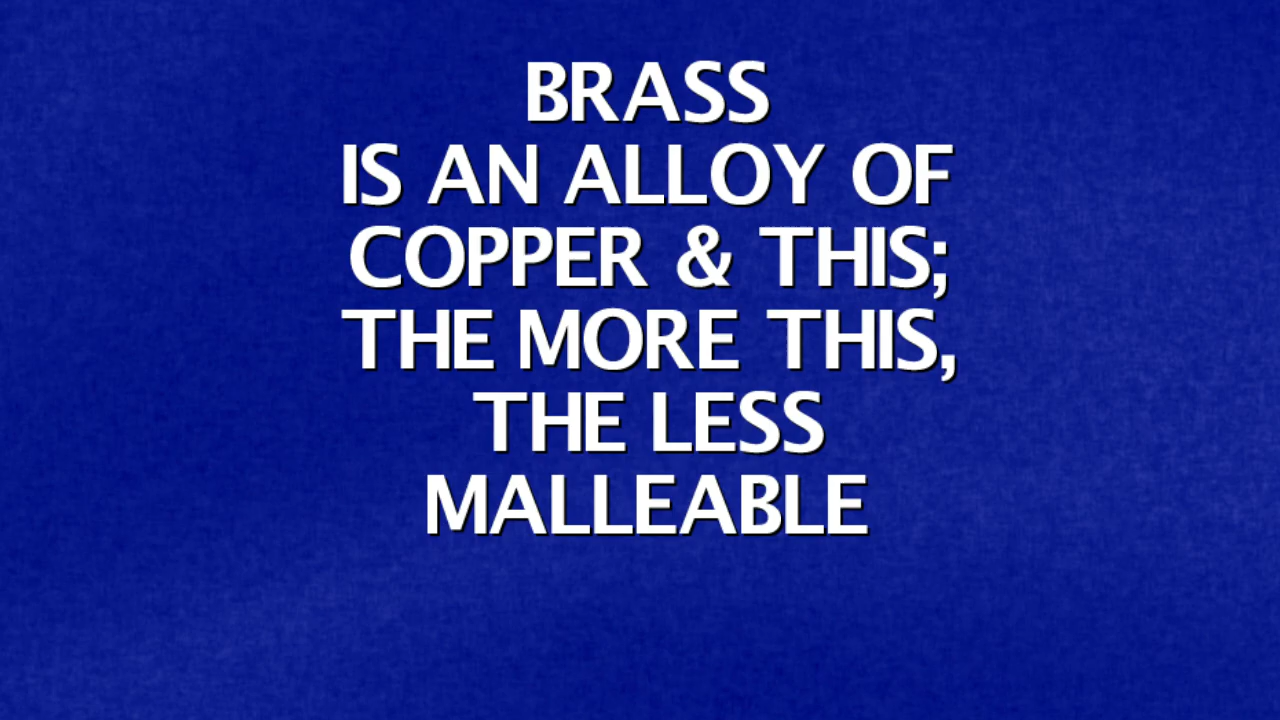 BRASS
IS AN ALLOY OF
COPPER & THIS;
THE MORE THIS,
THE LESS
MALLEABLE